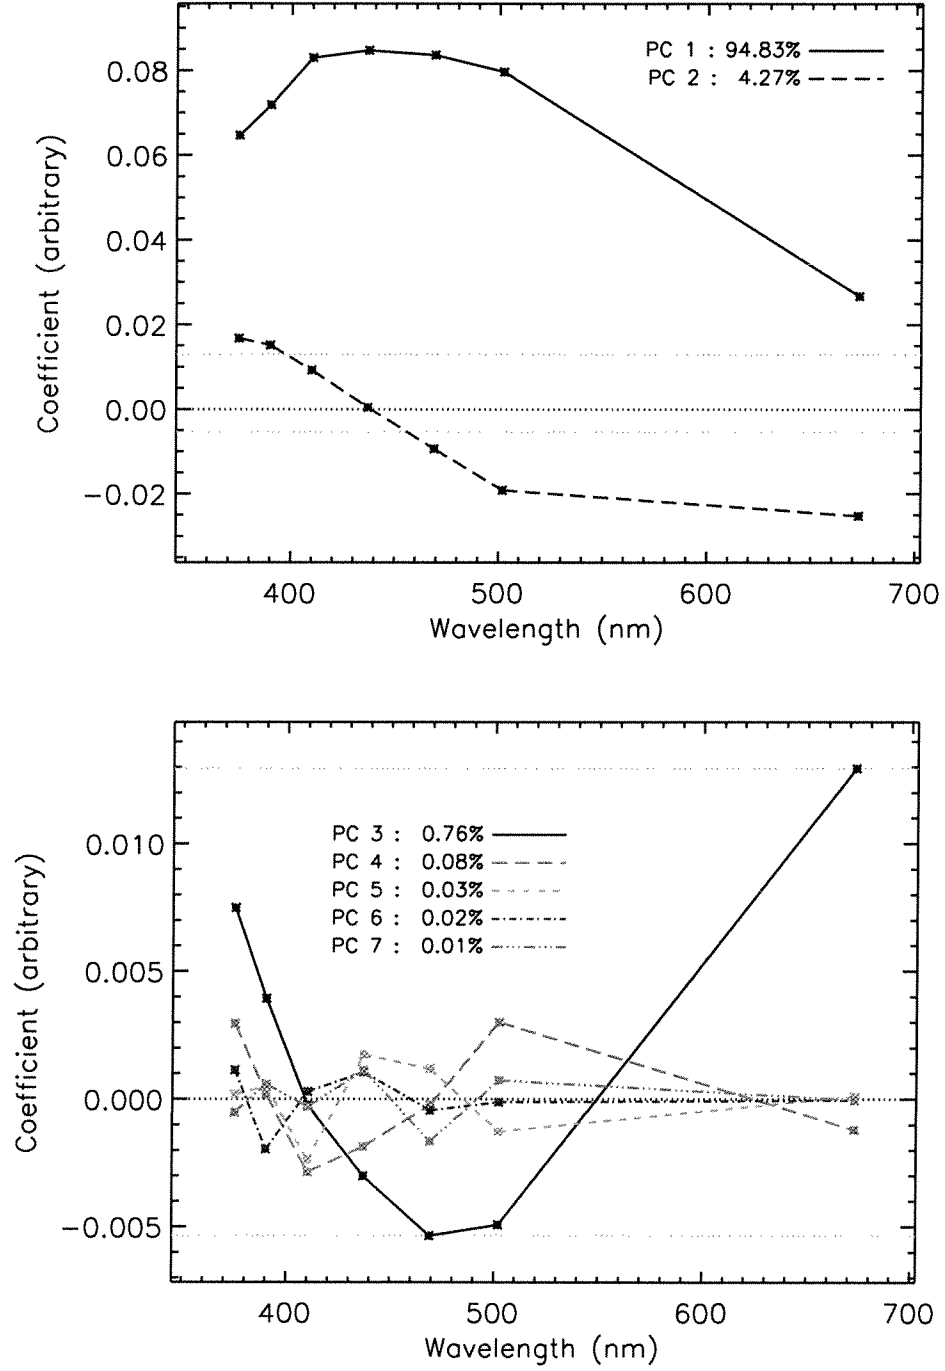 PC 1 : 94.83%
PC 2 : 4.27%
0.08
0.06
0.04
0.02
0.00
−0.02
Coefficient (arbitrary)
400 500 600 700
Wavelength (nm)
PC 3 : 0.76%
PC 4 : 0.08%
PC 5 : 0.03%
PC 6 : 0.02%
PC 7 : 0.01%
0.010
0.005
0.000
−0.005
Coefficient (arbitrary)
400 500 600 700
Wavelength (nm)